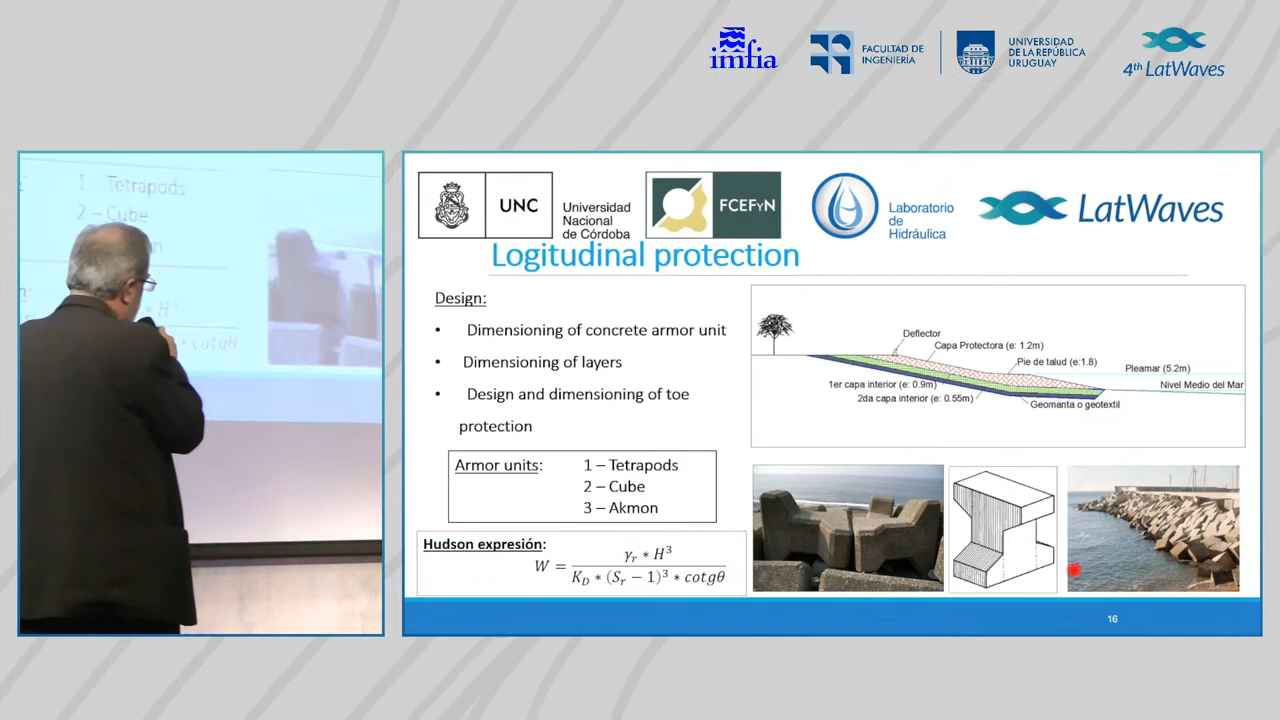 imfia
FACULTAD DE
INGENIERÍA
UNIVERSIDAD
DE LA REPÚBLICA
URUGUAY
4th LatWaves
1 - Tetrapods
2 - Cube
UNC
Universidad
Nacional
de Córdoba
FCEFyN
Laboratorio
de
Hidráulica
LatWaves
Logitudinal protection
Design:
• Dimensioning of concrete armor unit
• Dimensioning of layers
• Design and dimensioning of toe
protection
Armor units: 1 – Tetrapods
2 – Cube
3 – Akmon
Hudson expresión:
W = γr * H³ / KD * (Sr − 1)³ * cotgθ
Deflector
Capa Protectora (e: 1.2m)
Pie de talud (e:1.8)
Pleamar (5.2m)
1er capa interior (e: 0.9m)
Nivel Medio del Mar
2da capa interior (e: 0.55m)
Geomanta o geotextil
16